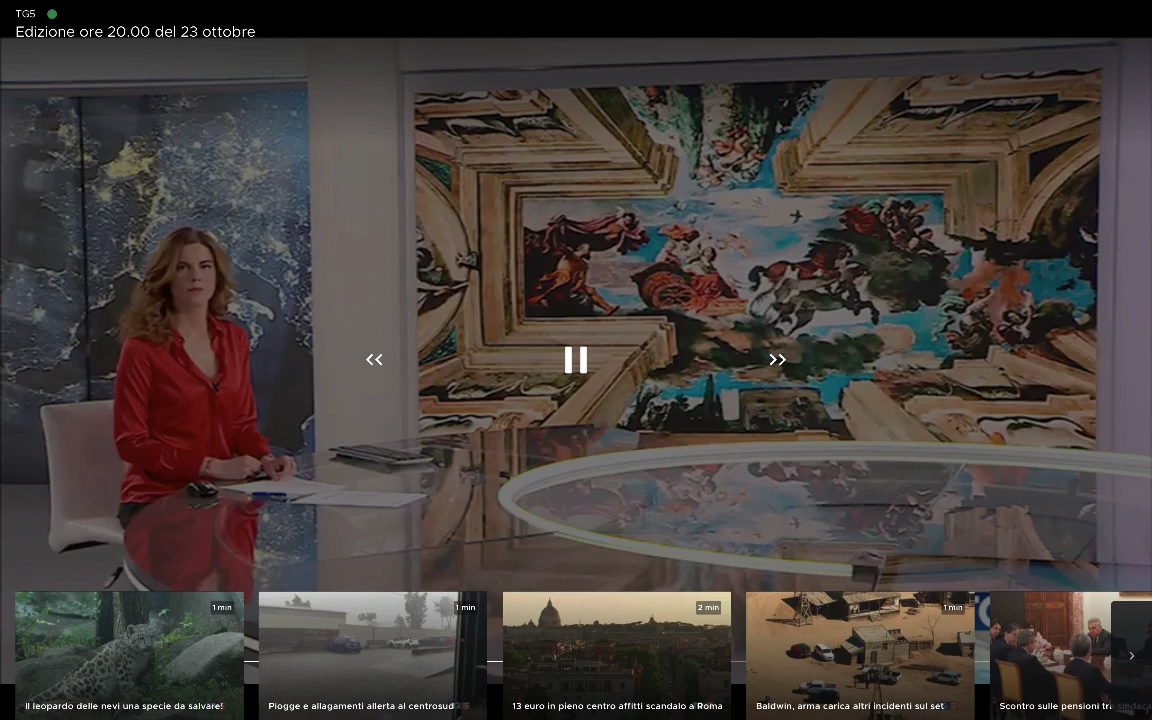 TG5
Edizione ore 20.00 del 23 ottobre
1 min
1 min
2 min
1 min
Il leopardo delle nevi una specie da salvare!
Piogge e allagamenti allerta al centrosud
13 euro in pieno centro affitti scandalo a Roma
Baldwin, arma carica altri incidenti sul set
Scontro sulle pensioni tra sindaca